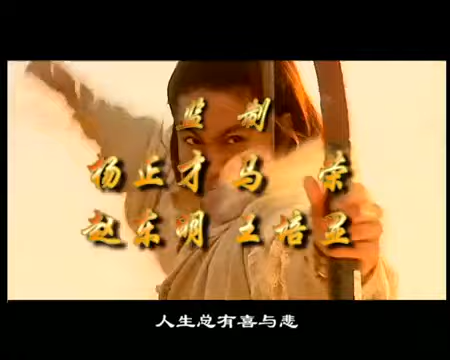 监 制
杨正才 马 荣
赵东明 王培显
人生总有喜与悲